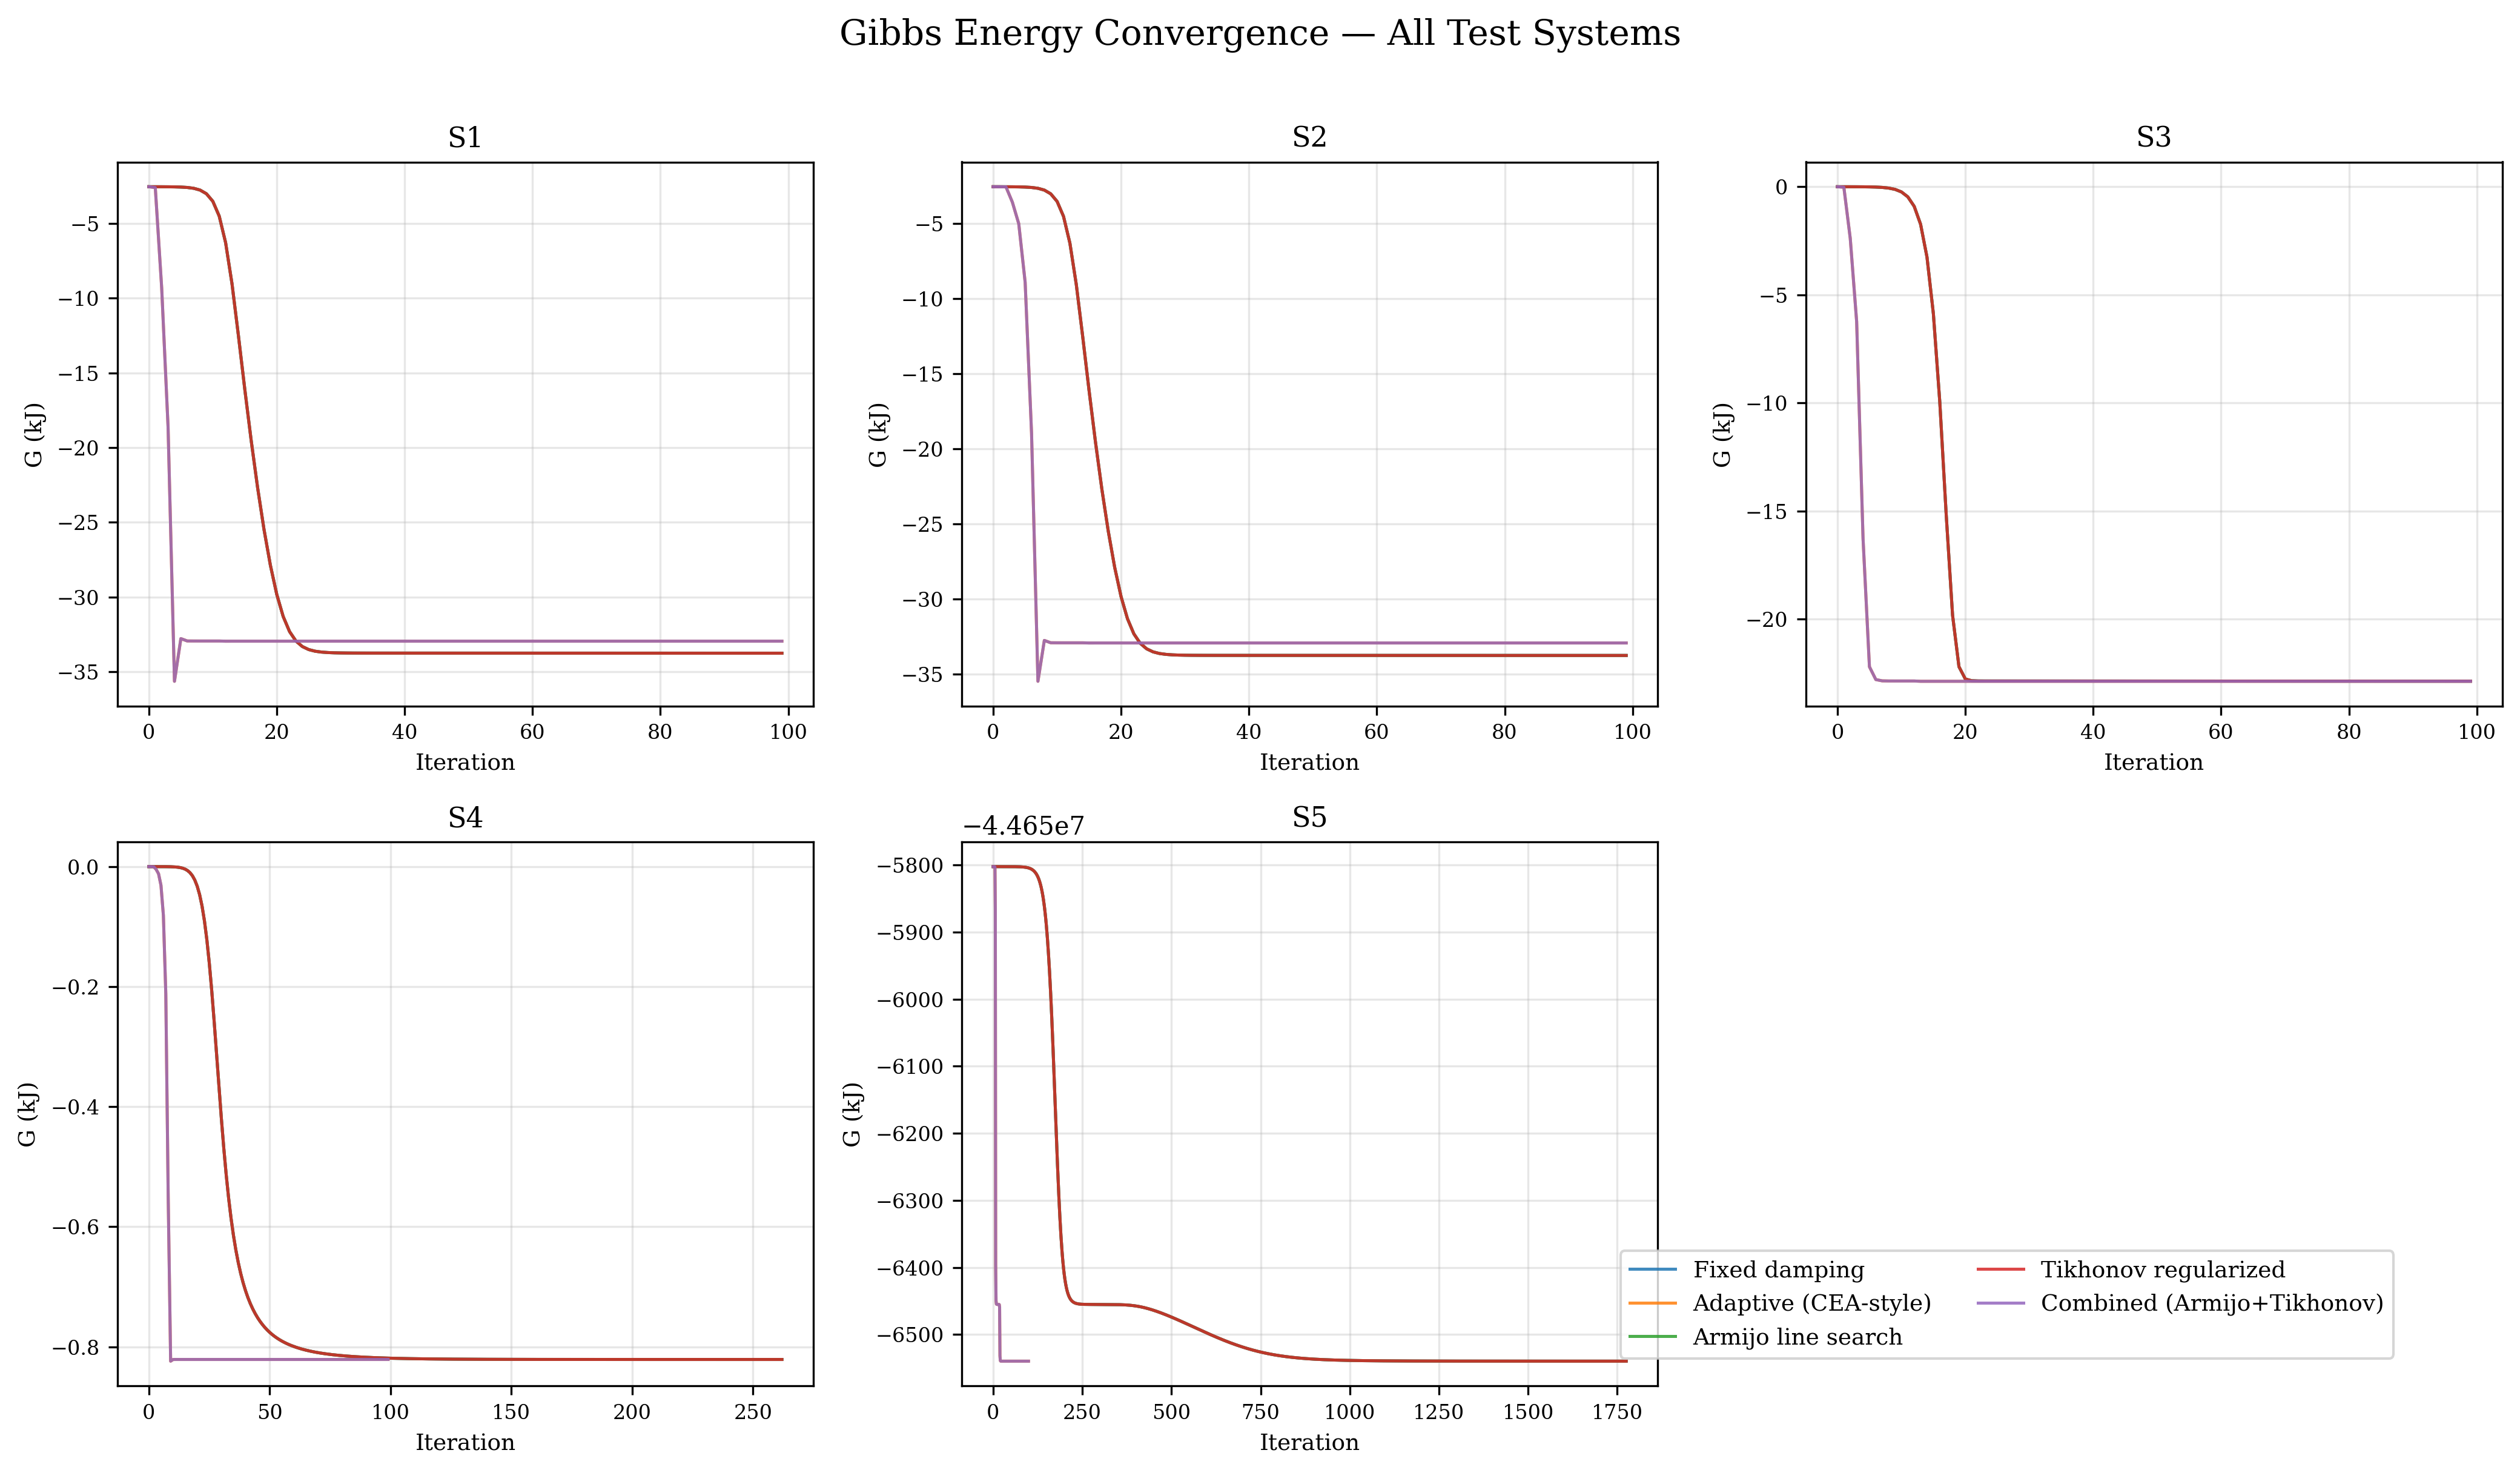 Gibbs Energy Convergence — All Test Systems
S1
−5
−10
−15
−20
−25
−30
−35
G (kJ)
0 20 40 60 80 100
Iteration
S2
−5
−10
−15
−20
−25
−30
−35
G (kJ)
0 20 40 60 80 100
Iteration
S3
0
−5
−10
−15
−20
G (kJ)
0 20 40 60 80 100
Iteration
S4
0.0
−0.2
−0.4
−0.6
−0.8
G (kJ)
0 50 100 150 200 250
Iteration
S5
−4.465e7
−5800
−5900
−6000
−6100
−6200
−6300
−6400
−6500
G (kJ)
0 250 500 750 1000 1250 1500 1750
Iteration
Fixed damping
Adaptive (CEA-style)
Armijo line search
Tikhonov regularized
Combined (Armijo+Tikhonov)